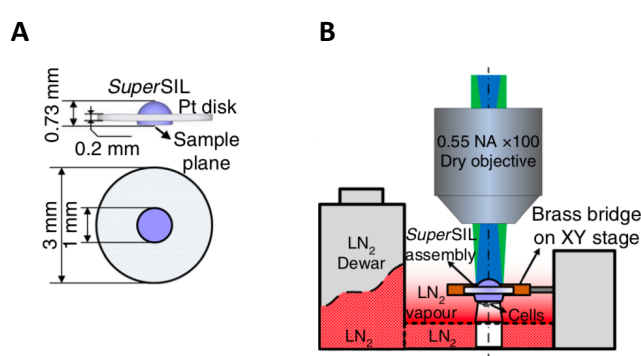 A
SuperSIL
Pt disk
0.73 mm
0.2 mm
Sample
plane
3 mm
1 mm
B
0.55 NA ×100
Dry objective
Brass bridge
on XY stage
SuperSIL
assembly
LN2
Dewar
LN2
vapour
Cells
LN2
LN2